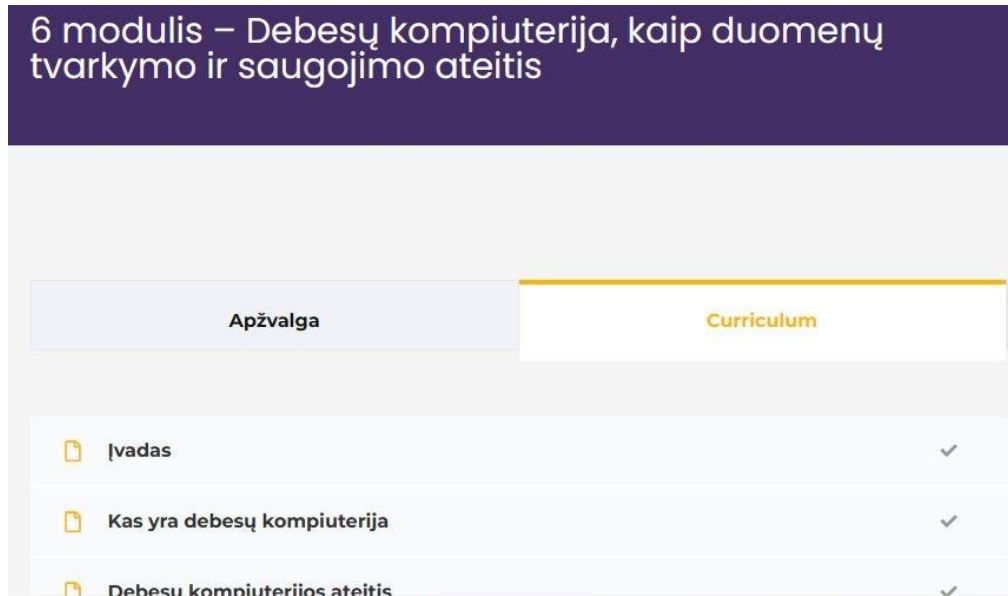 6 modulis – Debesų kompiuterija, kaip duomenų
tvarkymo ir saugojimo ateitis
Apžvalga
Curriculum
Įvadas
Kas yra debesų kompiuterija
Debesų kompiuterijos ateitis